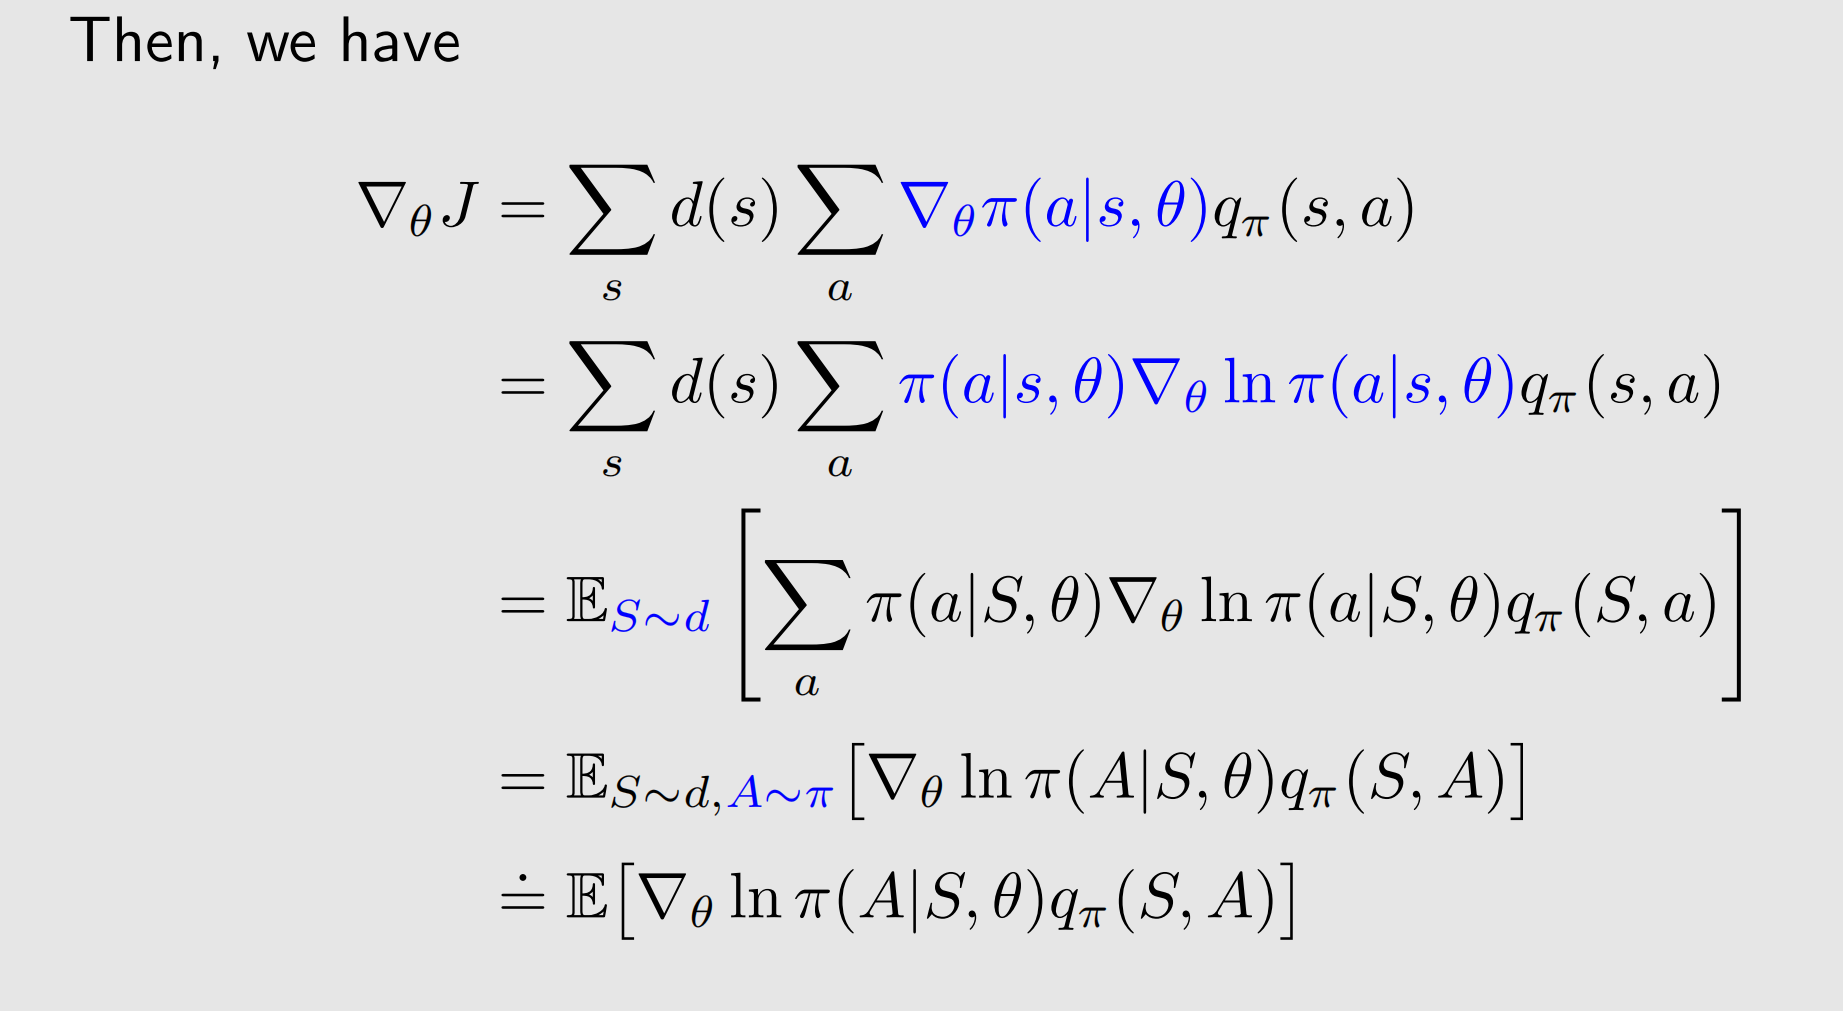 Then, we have
∇_θ J = ∑_s d(s) ∑_a ∇_θ π(a|s, θ) q_π(s, a)
= ∑_s d(s) ∑_a π(a|s, θ) ∇_θ ln π(a|s, θ) q_π(s, a)
= 𝔼_{S∼d} [ ∑_a π(a|S, θ) ∇_θ ln π(a|S, θ) q_π(S, a) ]
= 𝔼_{S∼d, A∼π} [ ∇_θ ln π(A|S, θ) q_π(S, A) ]
≐ 𝔼 [ ∇_θ ln π(A|S, θ) q_π(S, A) ]